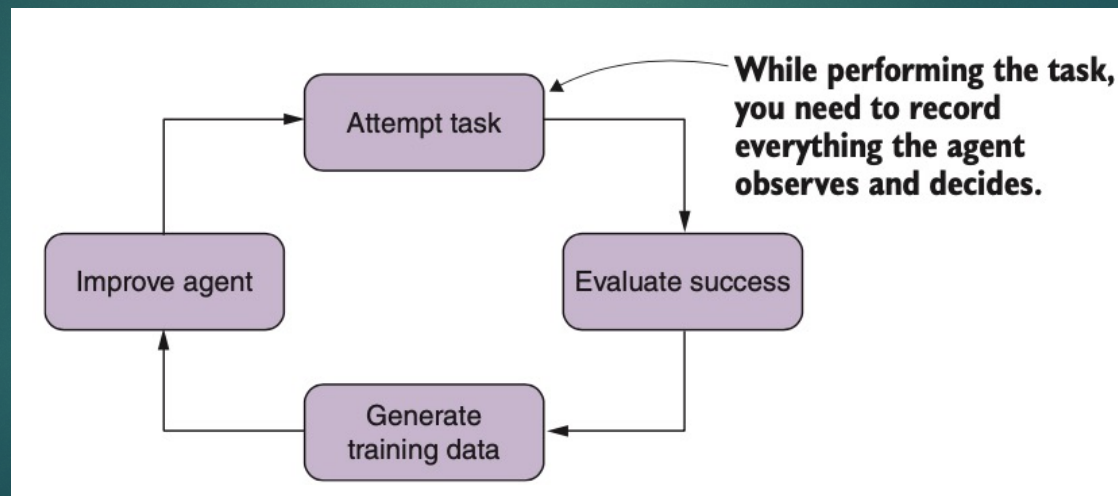 Attempt task
While performing the task,
you need to record
everything the agent
observes and decides.
Improve agent
Evaluate success
Generate
training data